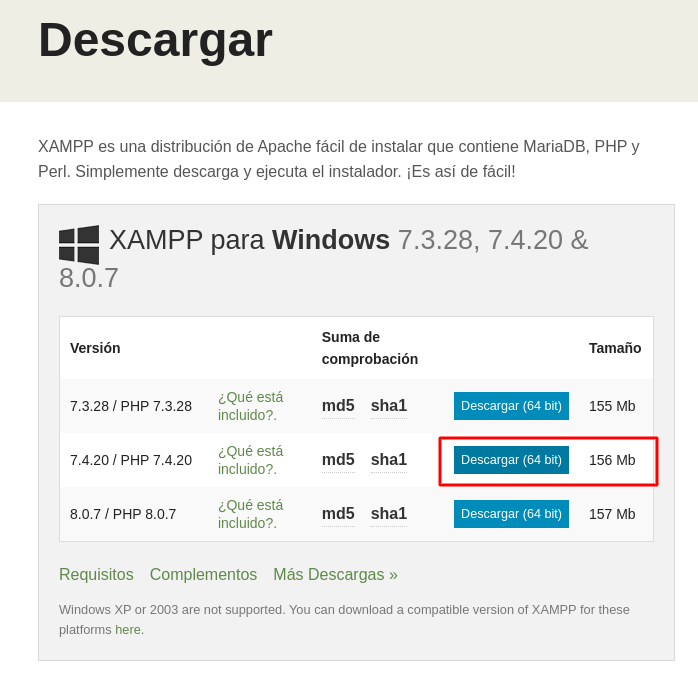 Descargar
XAMPP es una distribución de Apache fácil de instalar que contiene MariaDB, PHP y
Perl. Simplemente descarga y ejecuta el instalador. ¡Es así de fácil!
XAMPP para Windows 7.3.28, 7.4.20 &
8.0.7
Versión Suma de comprobación Tamaño
7.3.28 / PHP 7.3.28 ¿Qué está incluido?. md5 sha1 Descargar (64 bit) 155 Mb
7.4.20 / PHP 7.4.20 ¿Qué está incluido?. md5 sha1 Descargar (64 bit) 156 Mb
8.0.7 / PHP 8.0.7 ¿Qué está incluido?. md5 sha1 Descargar (64 bit) 157 Mb
Requisitos Complementos Más Descargas »
Windows XP or 2003 are not supported. You can download a compatible version of XAMPP for these
platforms here.